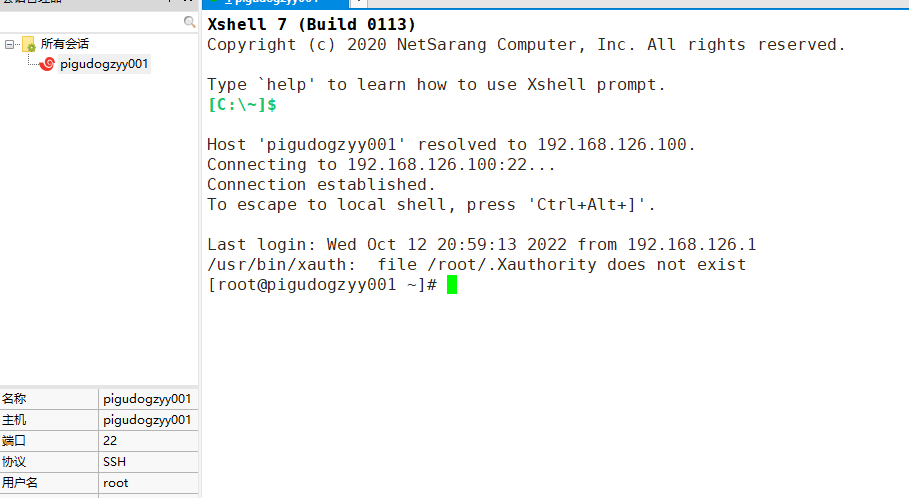 所有会话
pigudogzyy001
Xshell 7 (Build 0113)
Copyright (c) 2020 NetSarang Computer, Inc. All rights reserved.
Type `help' to learn how to use Xshell prompt.
[C:\~]$
Host 'pigudogzyy001' resolved to 192.168.126.100.
Connecting to 192.168.126.100:22...
Connection established.
To escape to local shell, press 'Ctrl+Alt+]'.
Last login: Wed Oct 12 20:59:13 2022 from 192.168.126.1
/usr/bin/xauth:  file /root/.Xauthority does not exist
[root@pigudogzyy001 ~]#
名称 pigudogzyy001
主机 pigudogzyy001
端口 22
协议 SSH
用户名 root